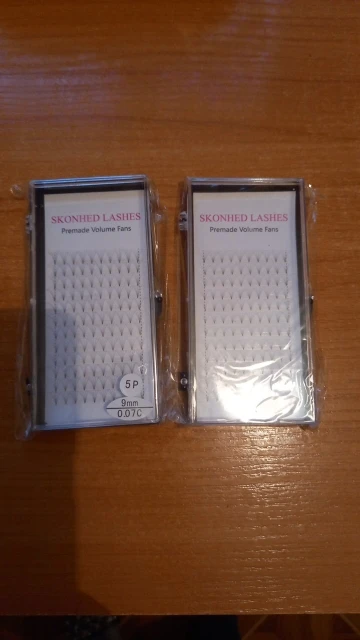 SKONHED LASHES
Premade Volume Fans
5P
9mm
0.07C
SKONHED LASHES
Premade Volume Fans